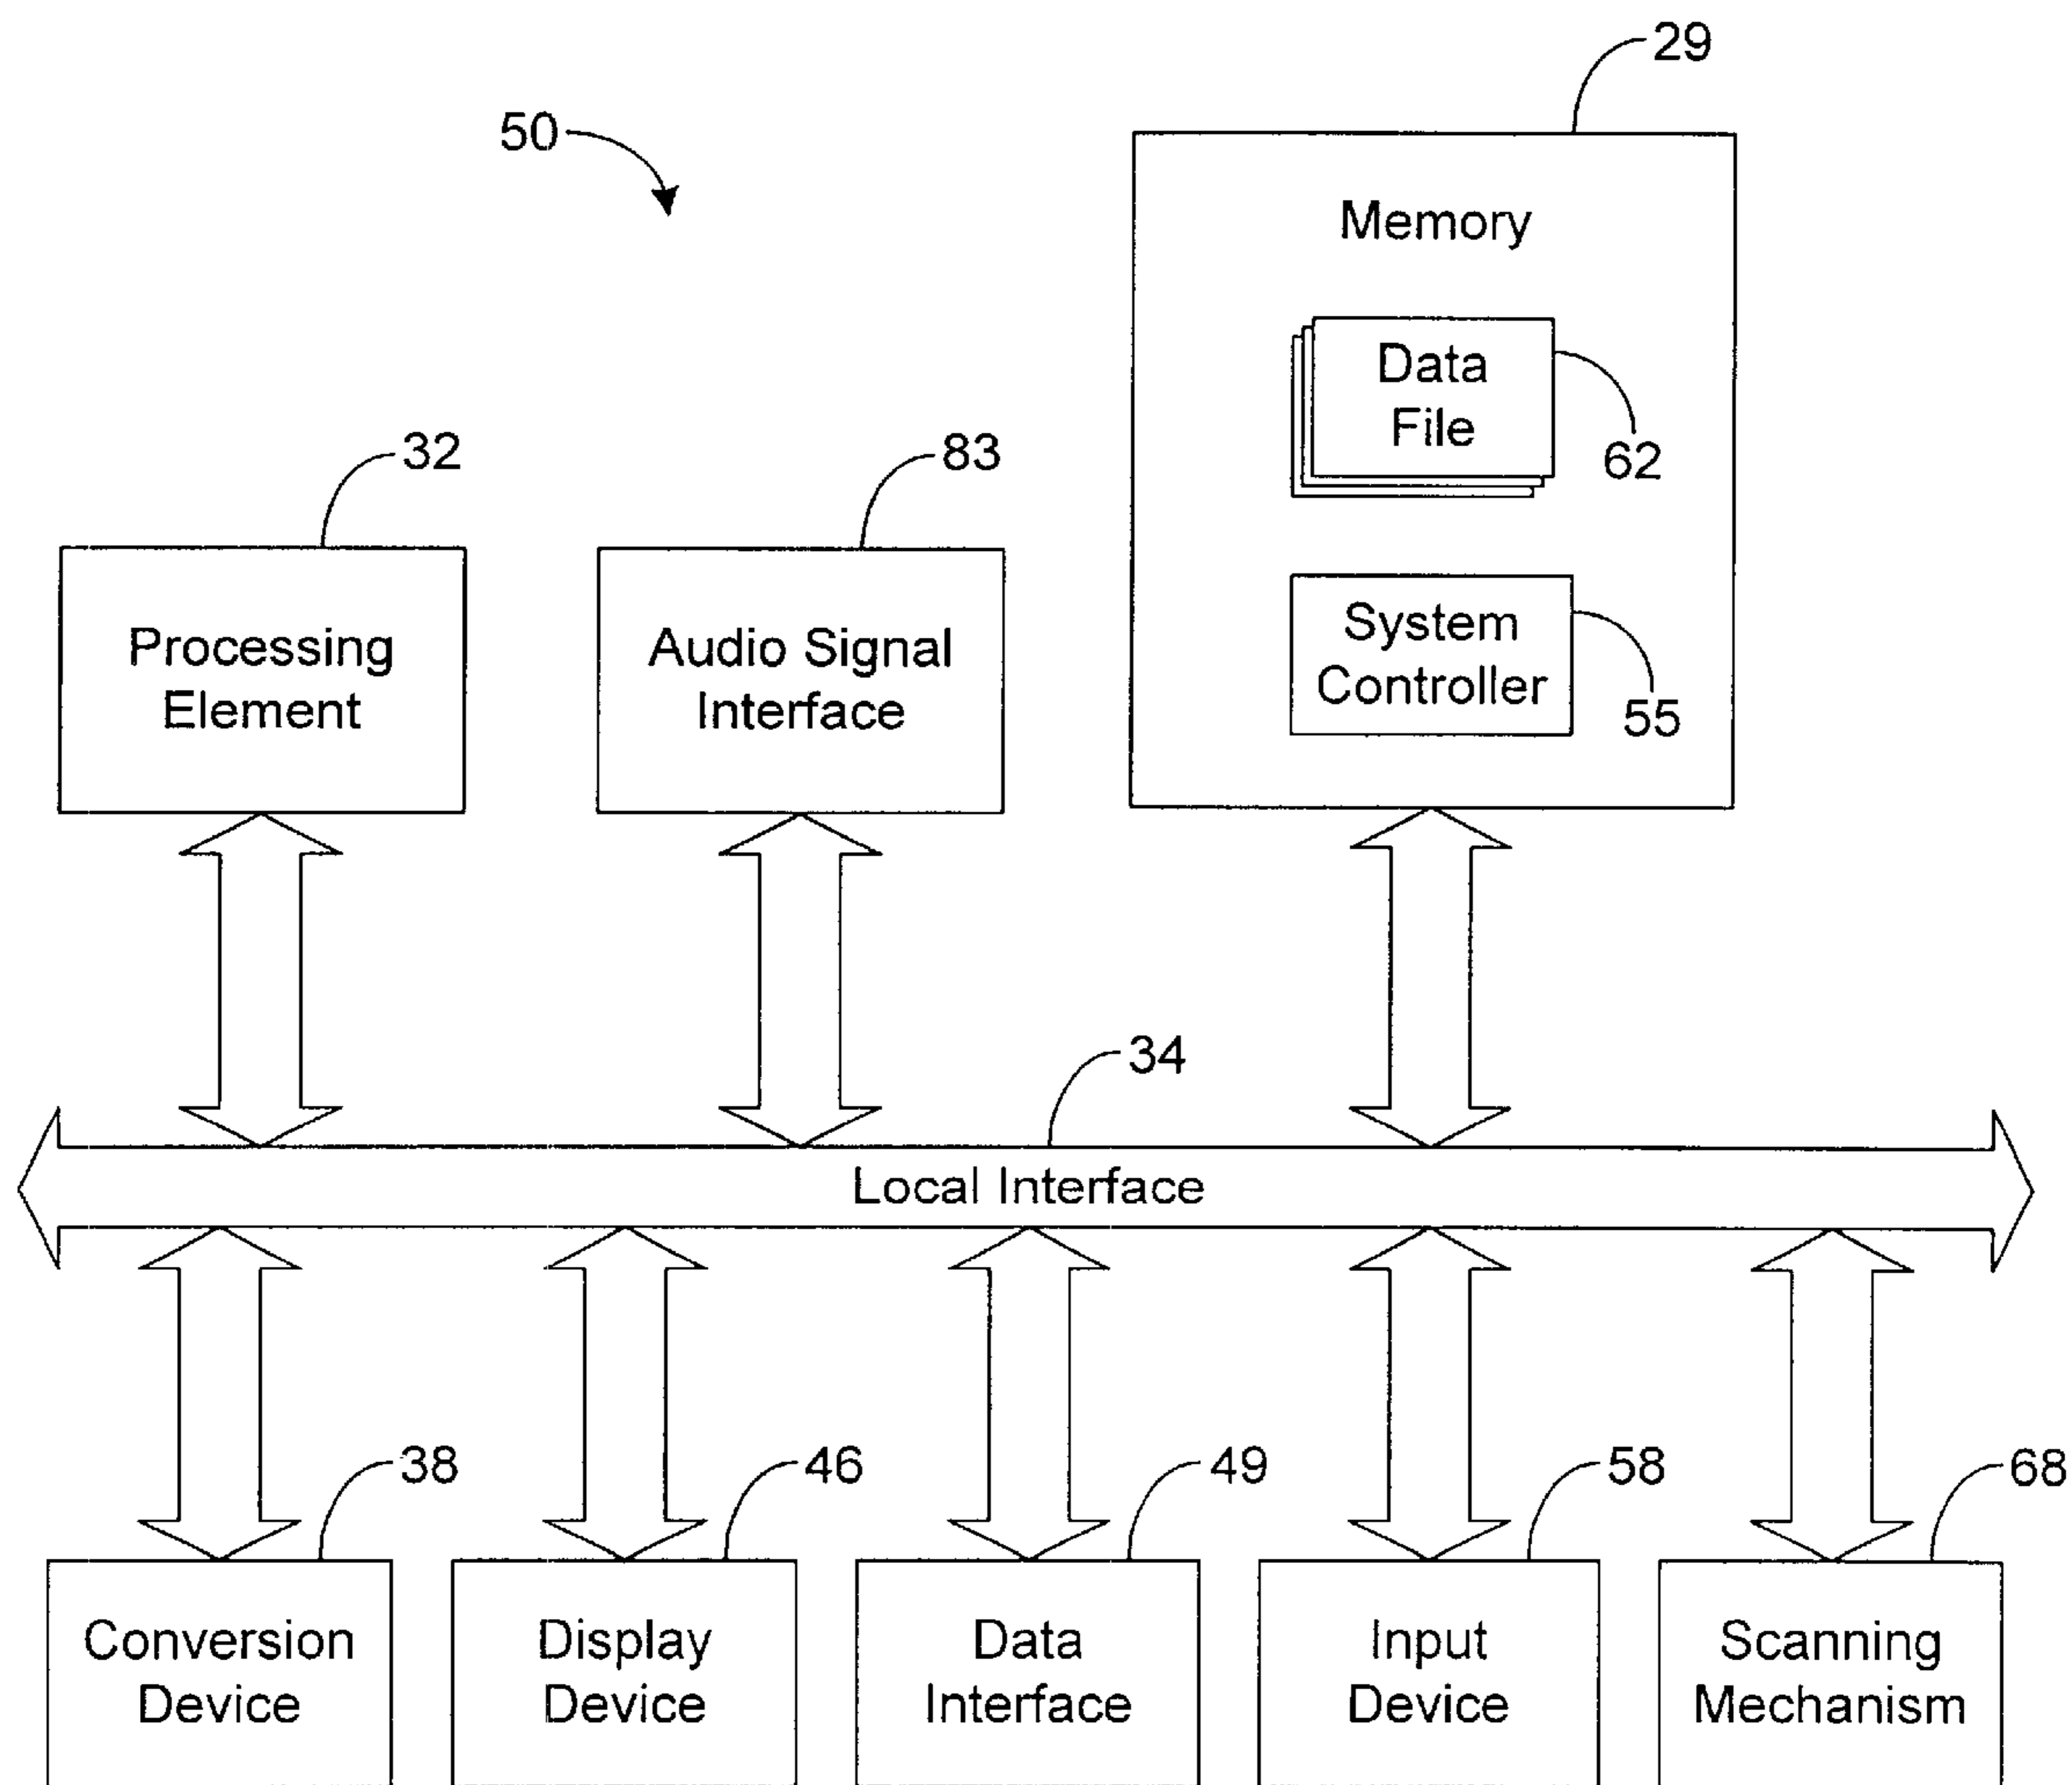 29
50
Memory
Data
File
62
32
83
System
Controller
55
Processing
Element
Audio Signal
Interface
34
Local Interface
38
46
49
58
68
Conversion
Device
Display
Device
Data
Interface
Input
Device
Scanning
Mechanism